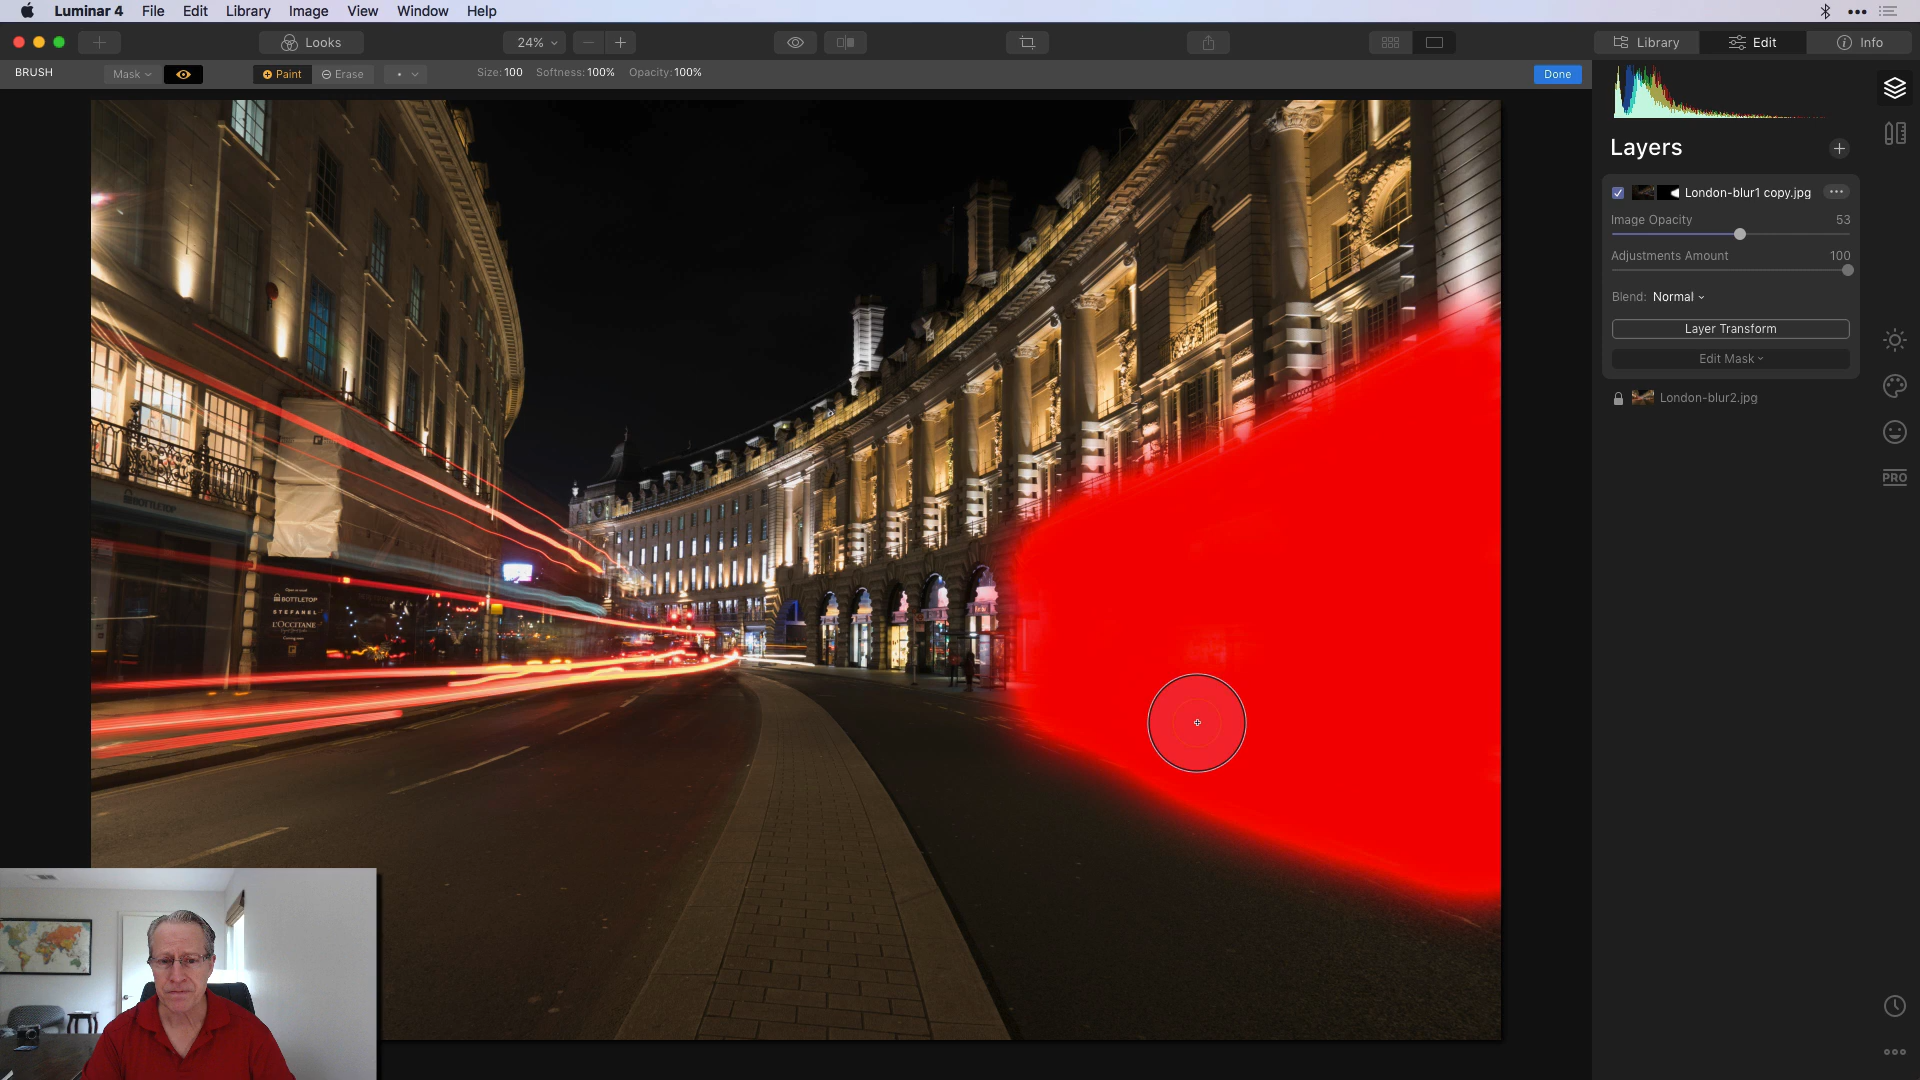 Luminar 4 File Edit Library Image View Window Help
Looks 24% Library Edit Info
BRUSH Mask Paint Erase Size: 100 Softness: 100% Opacity: 100% Done
Layers
London-blur1 copy.jpg
Image Opacity 53
Adjustments Amount 100
Blend: Normal
Layer Transform
Edit Mask
London-blur2.jpg
PRO
BOTTLETOP
BOTTLETOP
STEFANEL
L'OCCITANE